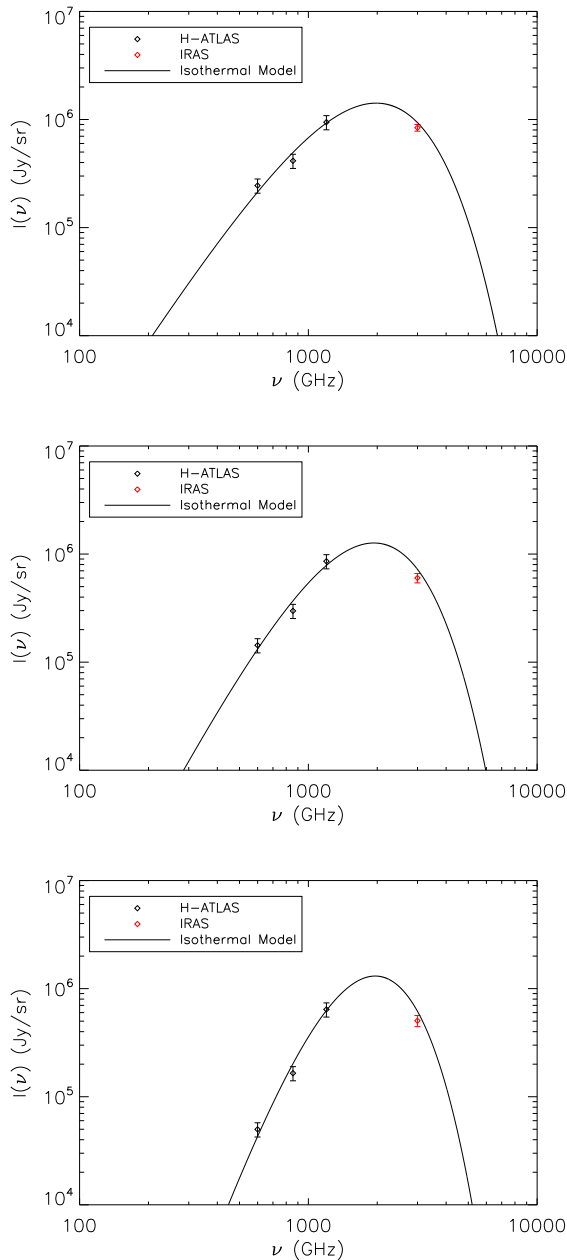 10⁷
H-ATLAS
IRAS
Isothermal Model
10⁶
I(ν) (Jy/sr)
10⁵
10⁴
100
1000
10000
ν (GHz)
10⁷
H-ATLAS
IRAS
Isothermal Model
10⁶
I(ν) (Jy/sr)
10⁵
10⁴
100
1000
10000
ν (GHz)
10⁷
H-ATLAS
IRAS
Isothermal Model
10⁶
I(ν) (Jy/sr)
10⁵
10⁴
100
1000
10000
ν (GHz)